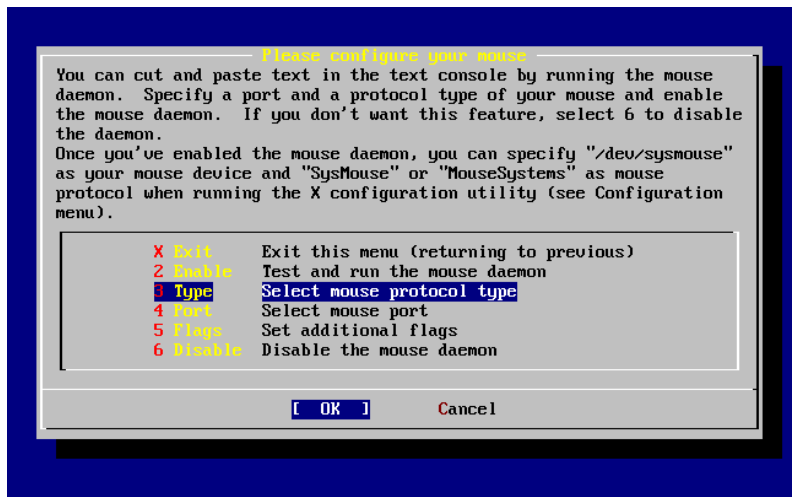 Please configure your mouse
You can cut and paste text in the text console by running the mouse
daemon.  Specify a port and a protocol type of your mouse and enable
the mouse daemon.  If you don't want this feature, select 6 to disable
the daemon.
Once you've enabled the mouse daemon, you can specify "/dev/sysmouse"
as your mouse device and "SysMouse" or "MouseSystems" as mouse
protocol when running the X configuration utility (see Configuration
menu).
X Exit Exit this menu (returning to previous)
2 Enable Test and run the mouse daemon
3 Type Select mouse protocol type
4 Port Select mouse port
5 Flags Set additional flags
6 Disable Disable the mouse daemon
[ OK ] Cancel